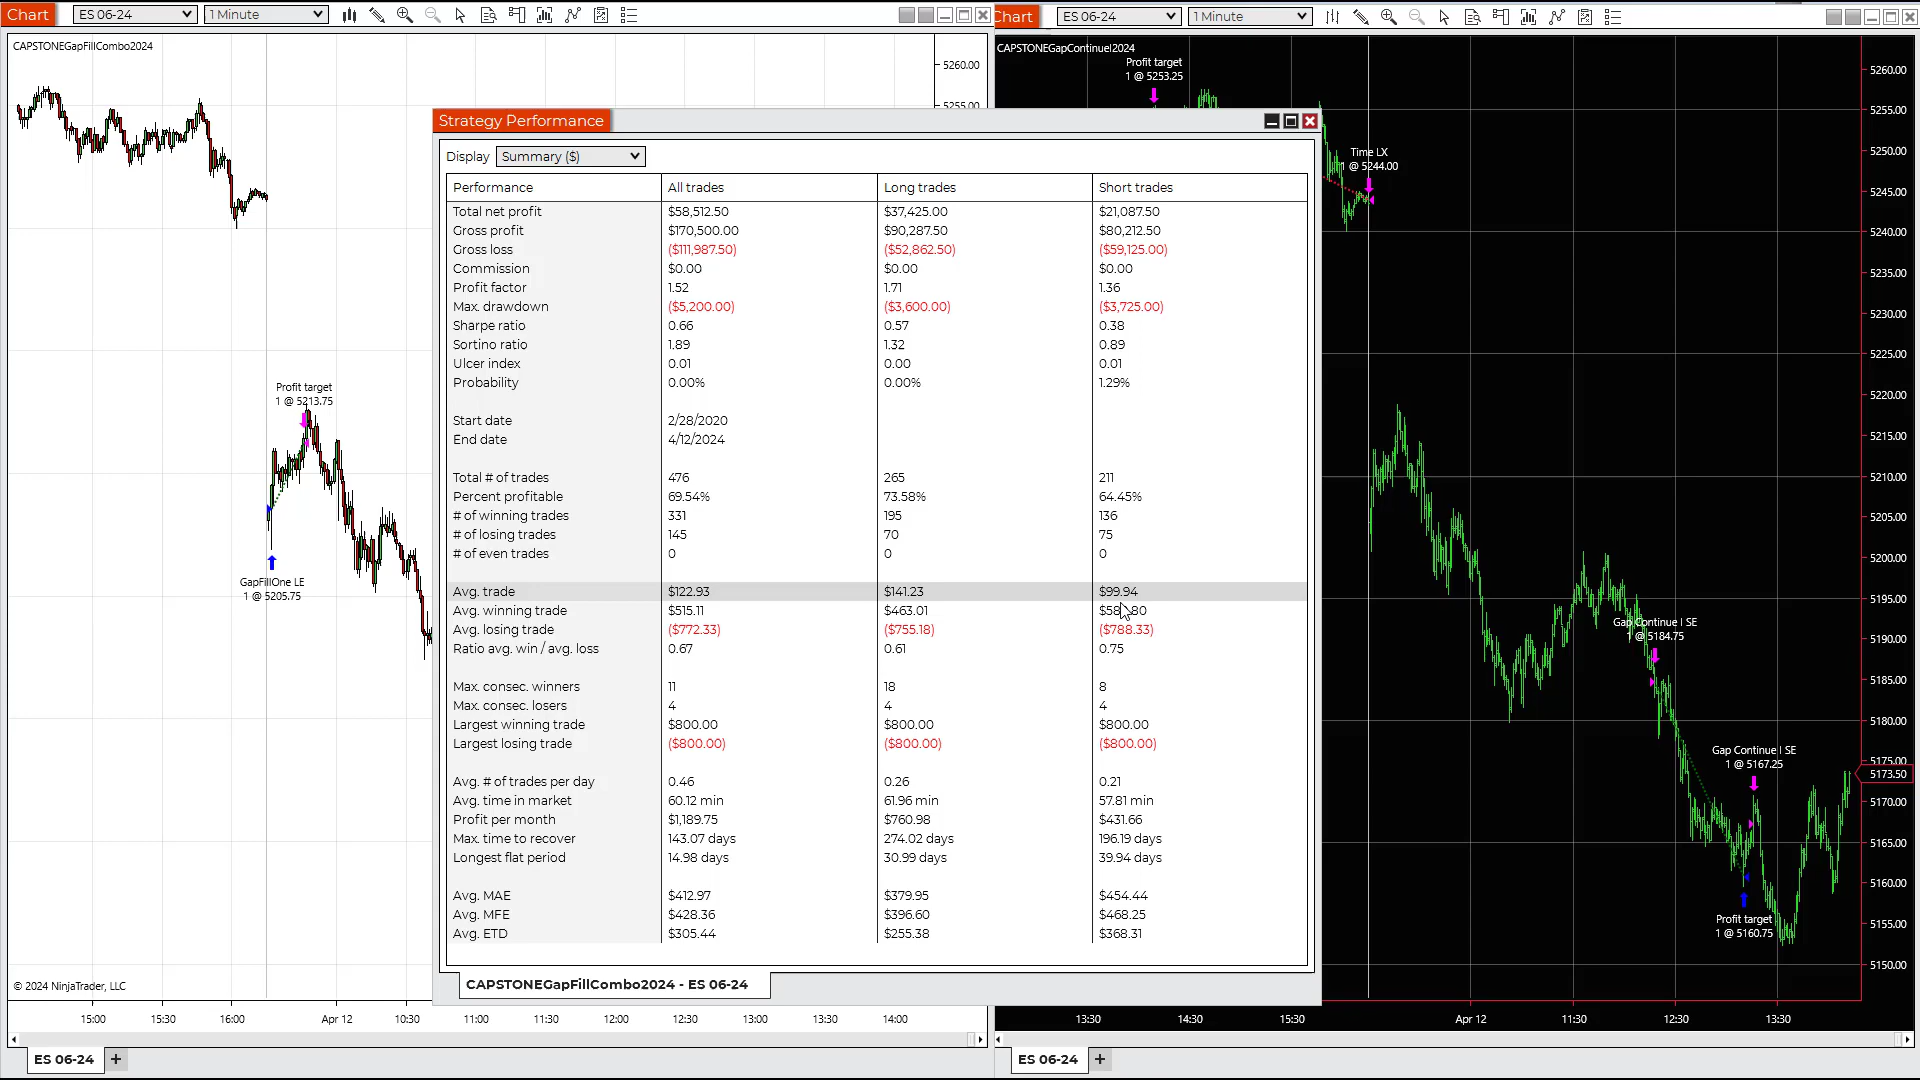 Chart ES 06-24 1 Minute
CAPSTONEGapFillCombo2024
5260.00
5255.00
Profit target
1 @ 5213.75
GapFillOne LE
1 @ 5205.75
© 2024 NinjaTrader, LLC
15:00 15:30 16:00 Apr 12 10:30 11:00 11:30 12:00 12:30 13:00 13:30 14:00
ES 06-24 +
Strategy Performance
Display Summary ($)
Performance All trades Long trades Short trades
Total net profit $58,512.50 $37,425.00 $21,087.50
Gross profit $170,500.00 $90,287.50 $80,212.50
Gross loss ($111,987.50) ($52,862.50) ($59,125.00)
Commission $0.00 $0.00 $0.00
Profit factor 1.52 1.71 1.36
Max. drawdown ($5,200.00) ($3,600.00) ($3,725.00)
Sharpe ratio 0.66 0.57 0.38
Sortino ratio 1.89 1.32 0.89
Ulcer index 0.01 0.00 0.01
Probability 0.00% 0.00% 1.29%
Start date 2/28/2020
End date 4/12/2024
Total # of trades 476 265 211
Percent profitable 69.54% 73.58% 64.45%
# of winning trades 331 195 136
# of losing trades 145 70 75
# of even trades 0 0 0
Avg. trade $122.93 $141.23 $99.94
Avg. winning trade $515.11 $463.01
Avg. losing trade ($772.33) ($755.18) ($788.33)
Ratio avg. win / avg. loss 0.67 0.61 0.75
Max. consec. winners 11 18 8
Max. consec. losers 4 4 4
Largest winning trade $800.00 $800.00 $800.00
Largest losing trade ($800.00) ($800.00) ($800.00)
Avg. # of trades per day 0.46 0.26 0.21
Avg. time in market 60.12 min 61.96 min 57.81 min
Profit per month $1,189.75 $760.98 $431.66
Max. time to recover 143.07 days 274.02 days 196.19 days
Longest flat period 14.98 days 30.99 days 39.94 days
Avg. MAE $412.97 $379.95 $454.44
Avg. MFE $428.36 $396.60 $468.25
Avg. ETD $305.44 $255.38 $368.31
CAPSTONEGapFillCombo2024 - ES 06-24
Chart ES 06-24 1 Minute
CAPSTONEGapContinueI2024
Profit target
1 @ 5253.25
Time LX
1 @ 5244.00
Gap Continue I SE
1 @ 5184.75
Gap Continue I SE
1 @ 5167.25
Profit target
1 @ 5160.75
5260.00
5255.00
5250.00
5245.00
5240.00
5235.00
5230.00
5225.00
5220.00
5215.00
5210.00
5205.00
5200.00
5195.00
5190.00
5185.00
5180.00
5175.00
5173.50
5170.00
5165.00
5160.00
5155.00
5150.00
13:30 14:30 15:30 Apr 12 11:30 12:30 13:30
ES 06-24 +